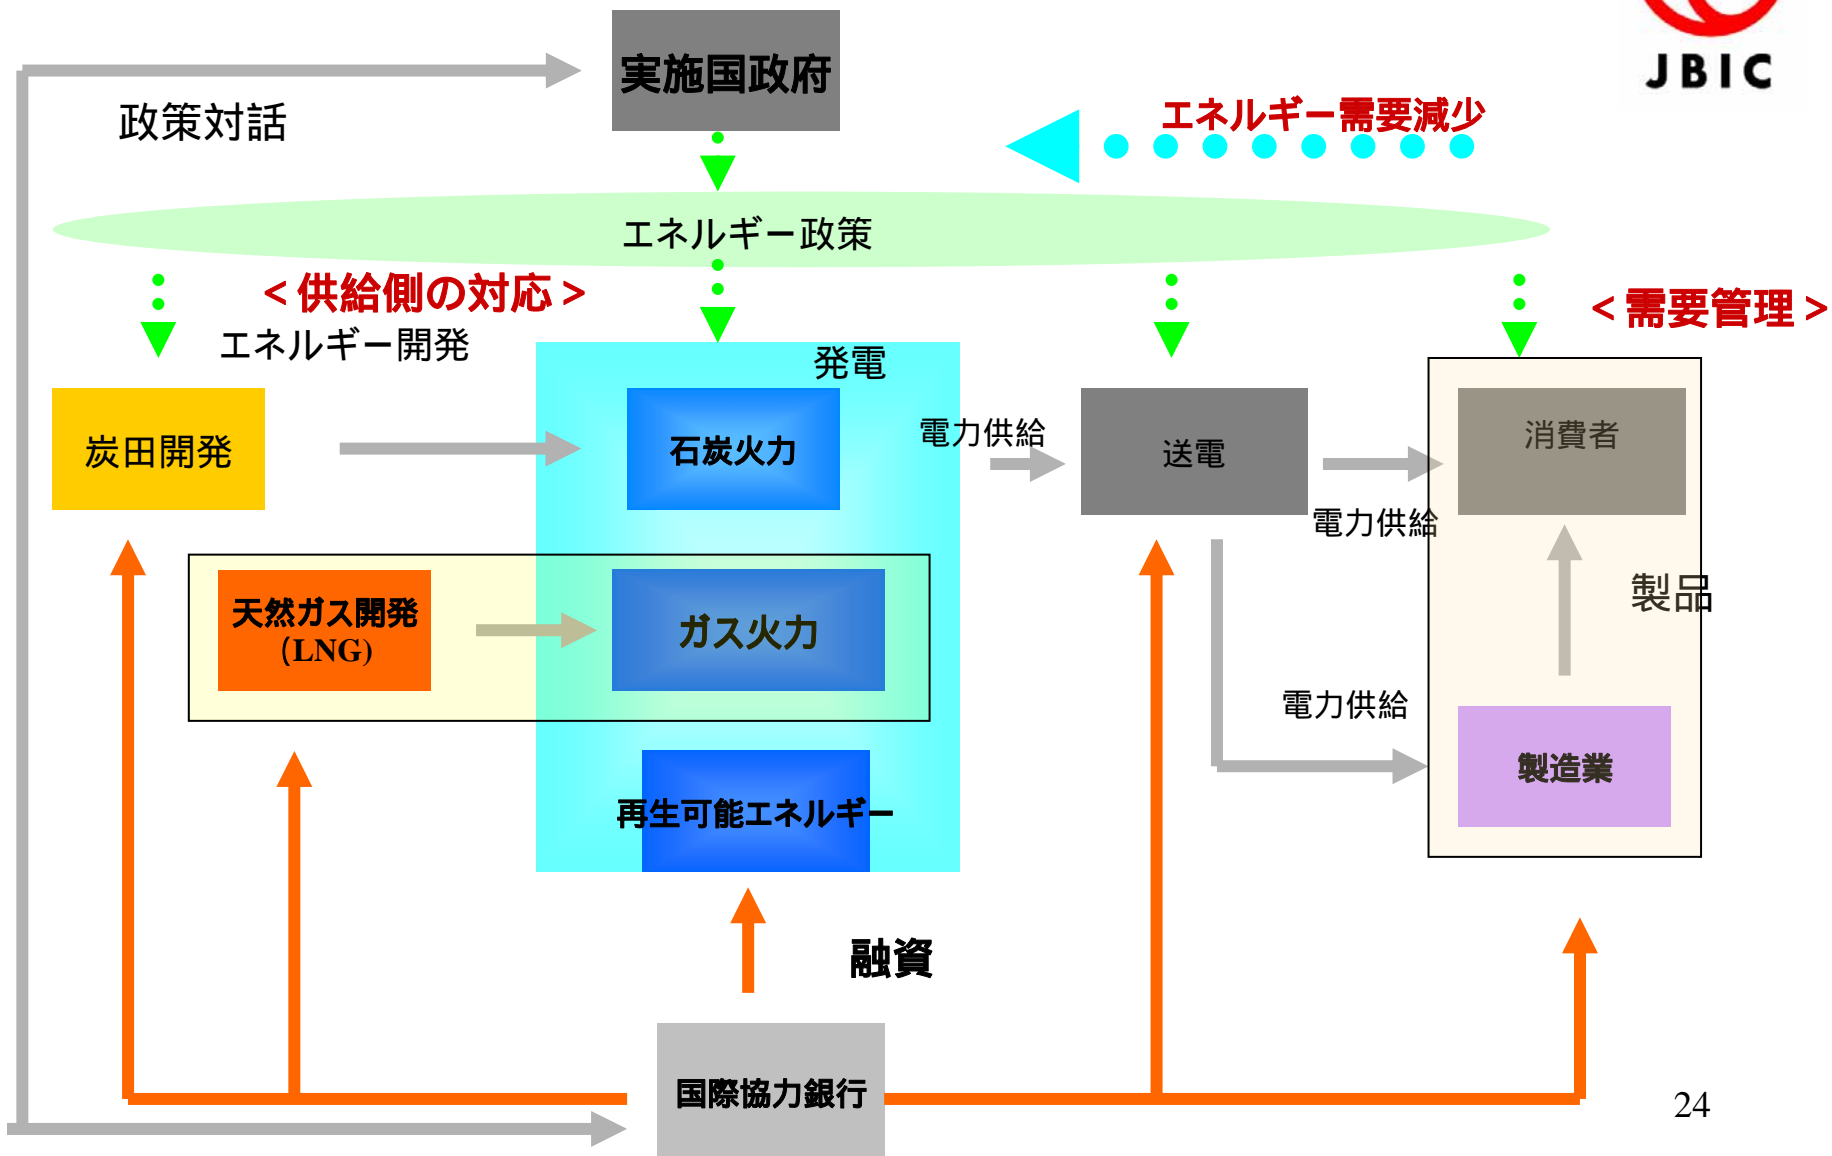 実施国政府
JBIC
政策対話
エネルギー需要減少
エネルギー政策
<供給側の対応>
<需要管理>
エネルギー開発
発電
炭田開発
石炭火力
電力供給
送電
消費者
電力供給
天然ガス開発
(LNG)
ガス火力
製品
電力供給
製造業
再生可能エネルギー
融資
国際協力銀行
24